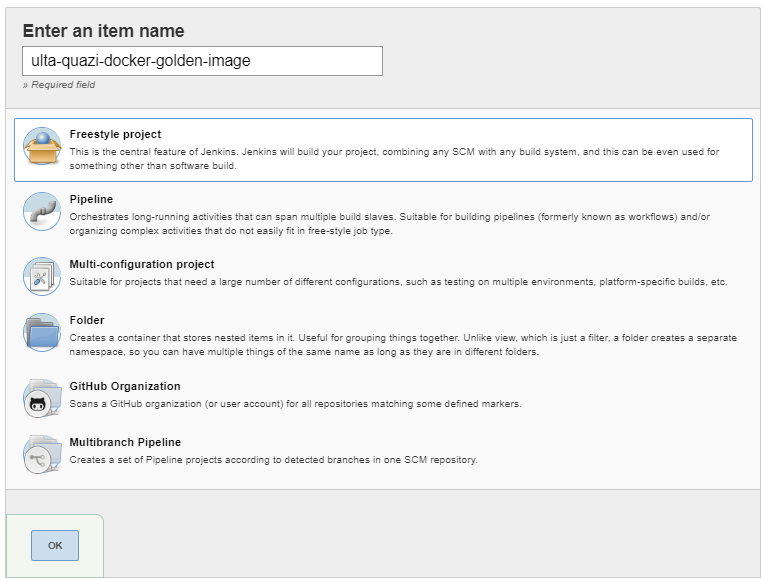 Enter an item name
ulta-quazi-docker-golden-image
» Required field
Freestyle project
This is the central feature of Jenkins. Jenkins will build your project, combining any SCM with any build system, and this can be even used for
something other than software build.
Pipeline
Orchestrates long-running activities that can span multiple build slaves. Suitable for building pipelines (formerly known as workflows) and/or
organizing complex activities that do not easily fit in free-style job type.
Multi-configuration project
Suitable for projects that need a large number of different configurations, such as testing on multiple environments, platform-specific builds, etc.
Folder
Creates a container that stores nested items in it. Useful for grouping things together. Unlike view, which is just a filter, a folder creates a separate
namespace, so you can have multiple things of the same name as long as they are in different folders.
GitHub Organization
Scans a GitHub organization (or user account) for all repositories matching some defined markers.
Multibranch Pipeline
Creates a set of Pipeline projects according to detected branches in one SCM repository.
OK